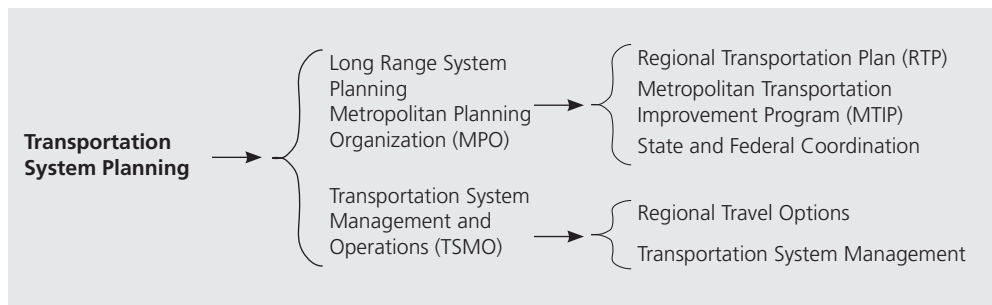 Transportation
System Planning
Long Range System
Planning
Metropolitan Planning
Organization (MPO)
Transportation System
Management and
Operations (TSMO)
Regional Transportation Plan (RTP)
Metropolitan Transportation
Improvement Program (MTIP)
State and Federal Coordination
Regional Travel Options
Transportation System Management